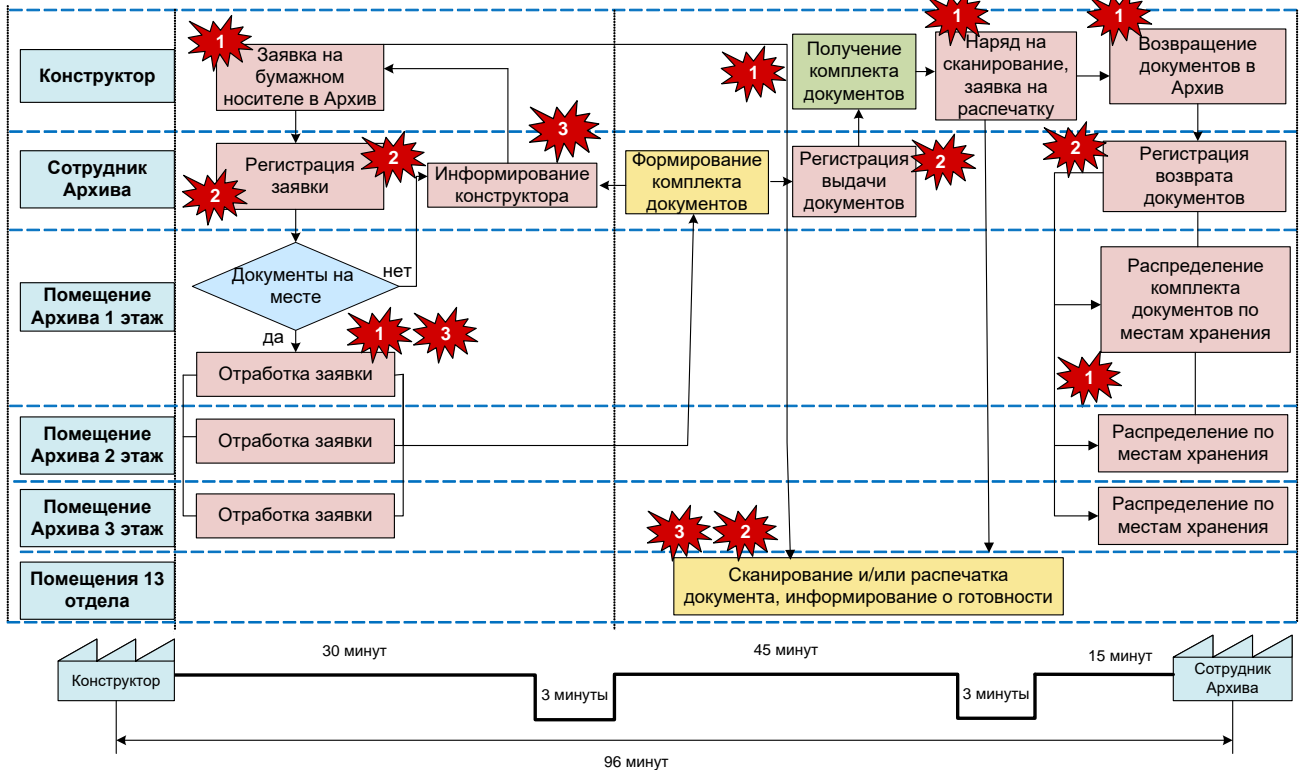 Конструктор
1
Заявка на
бумажном
носителе в Архив
1
Получение
комплекта
документов
1
Наряд на
сканирование,
заявка на
распечатку
1
Возвращение
документов в
Архив
Сотрудник
Архива
Регистрация
заявки
2
2
3
Информирование
конструктора
Формирование
комплекта
документов
Регистрация
выдачи
документов
2
2
Регистрация
возврата
документов
Помещение
Архива 1 этаж
Документы на
месте
нет
да
1
3
Отработка заявки
Распределение
комплекта
документов по
местам хранения
1
Помещение
Архива 2 этаж
Отработка заявки
Распределение по
местам хранения
Помещение
Архива 3 этаж
Отработка заявки
Распределение по
местам хранения
Помещения 13
отдела
3
2
Сканирование и/или распечатка
документа, информирование о готовности
Конструктор
30 минут
3 минуты
45 минут
3 минуты
15 минут
Сотрудник
Архива
96 минут